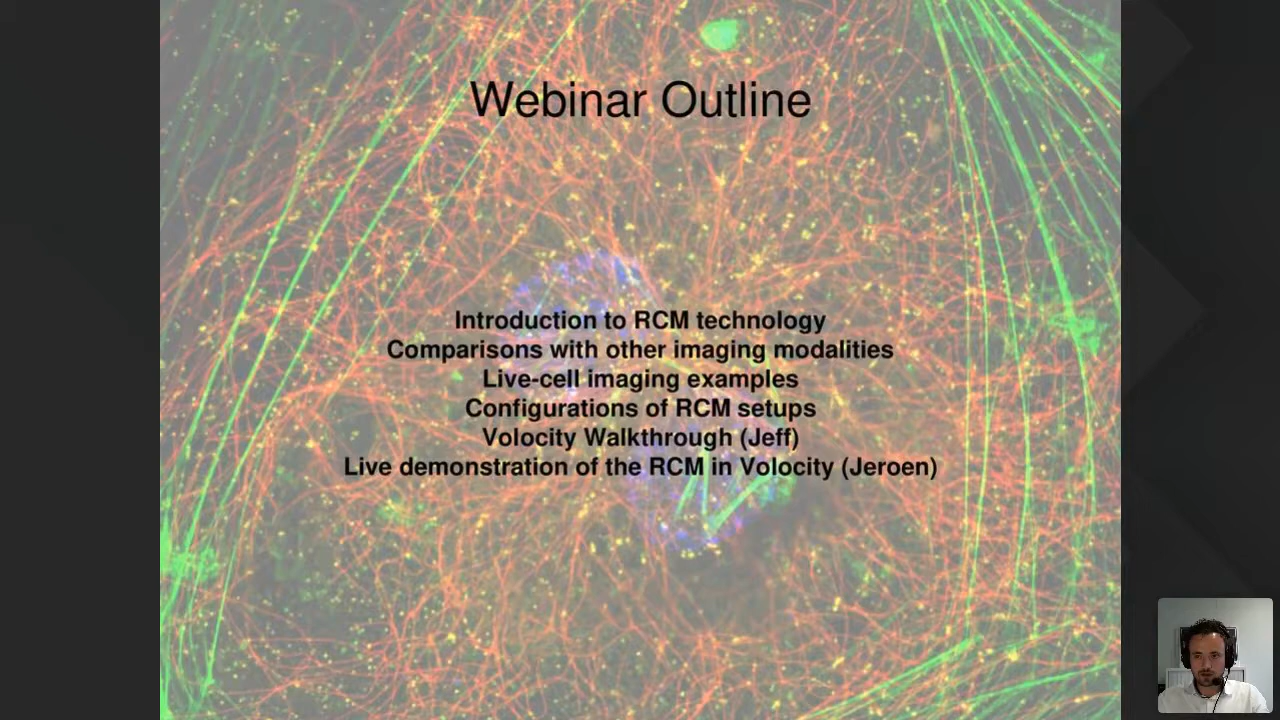 Webinar Outline
Introduction to RCM technology
Comparisons with other imaging modalities
Live-cell imaging examples
Configurations of RCM setups
Volocity Walkthrough (Jeff)
Live demonstration of the RCM in Volocity (Jeroen)